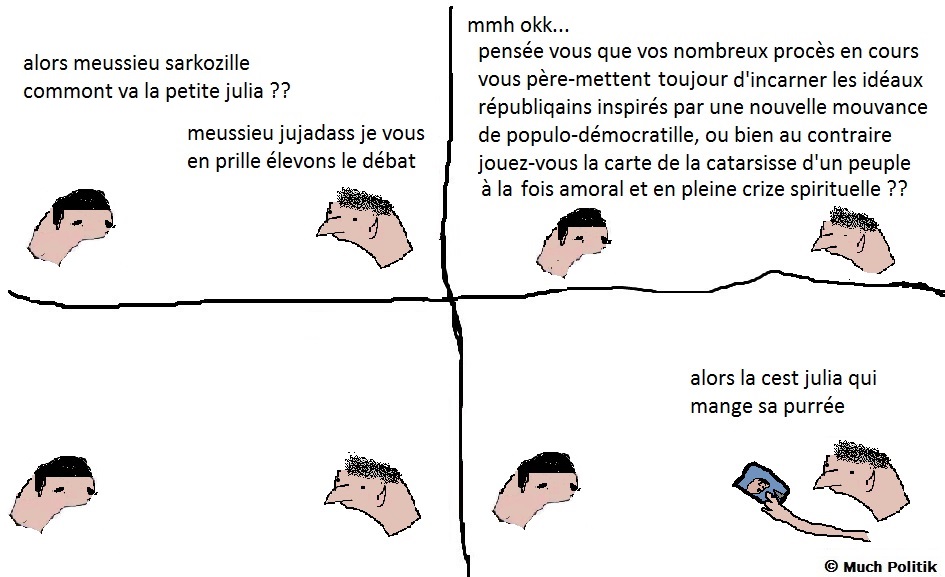 alors meussieu sarkozille
commont va la petite julia ??
meussieu jujadass je vous
en prille élevons le débat
mmh okk...
pensée vous que vos nombreux procès en cours
vous père-mettent toujour d'incarner les idéaux
républiqains inspirés par une nouvelle mouvance
de populo-démocratille, ou bien au contraire
jouez-vous la carte de la catarsisse d'un peuple
à la fois amoral et en pleine crize spirituelle ??
alors la cest julia qui
mange sa purrée
© Much Politik